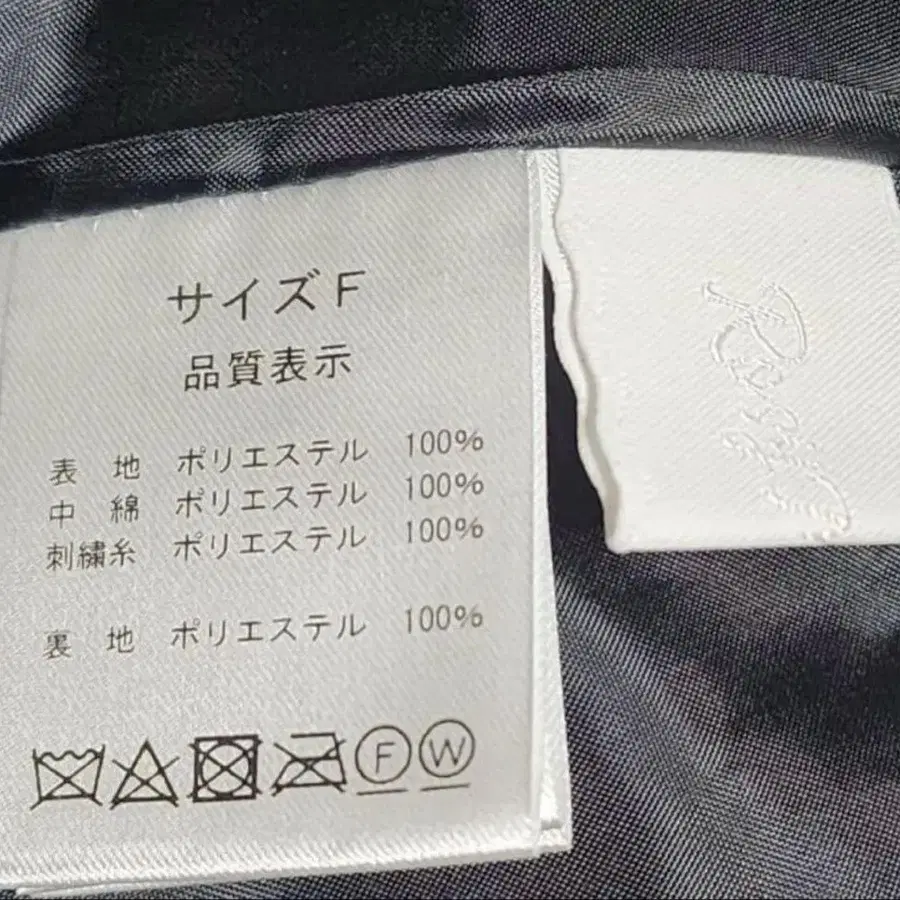 サイズF
品質表示
表 地 ポリエステル 100%
中 綿 ポリエステル 100%
刺繍糸 ポリエステル 100%
裏 地 ポリエステル 100%
F W